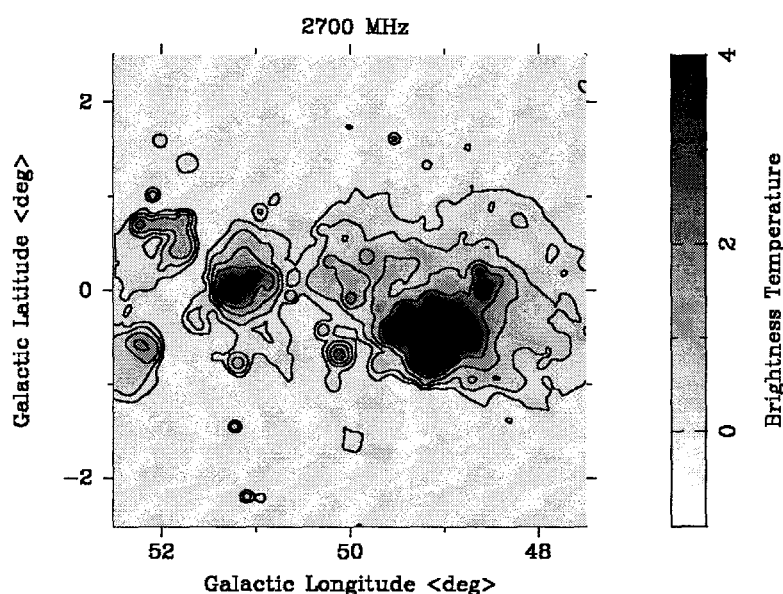 2700 MHz
4
2
0
Brightness Temperature
2
0
−2
Galactic Latitude <deg>
52
50
48
Galactic Longitude <deg>